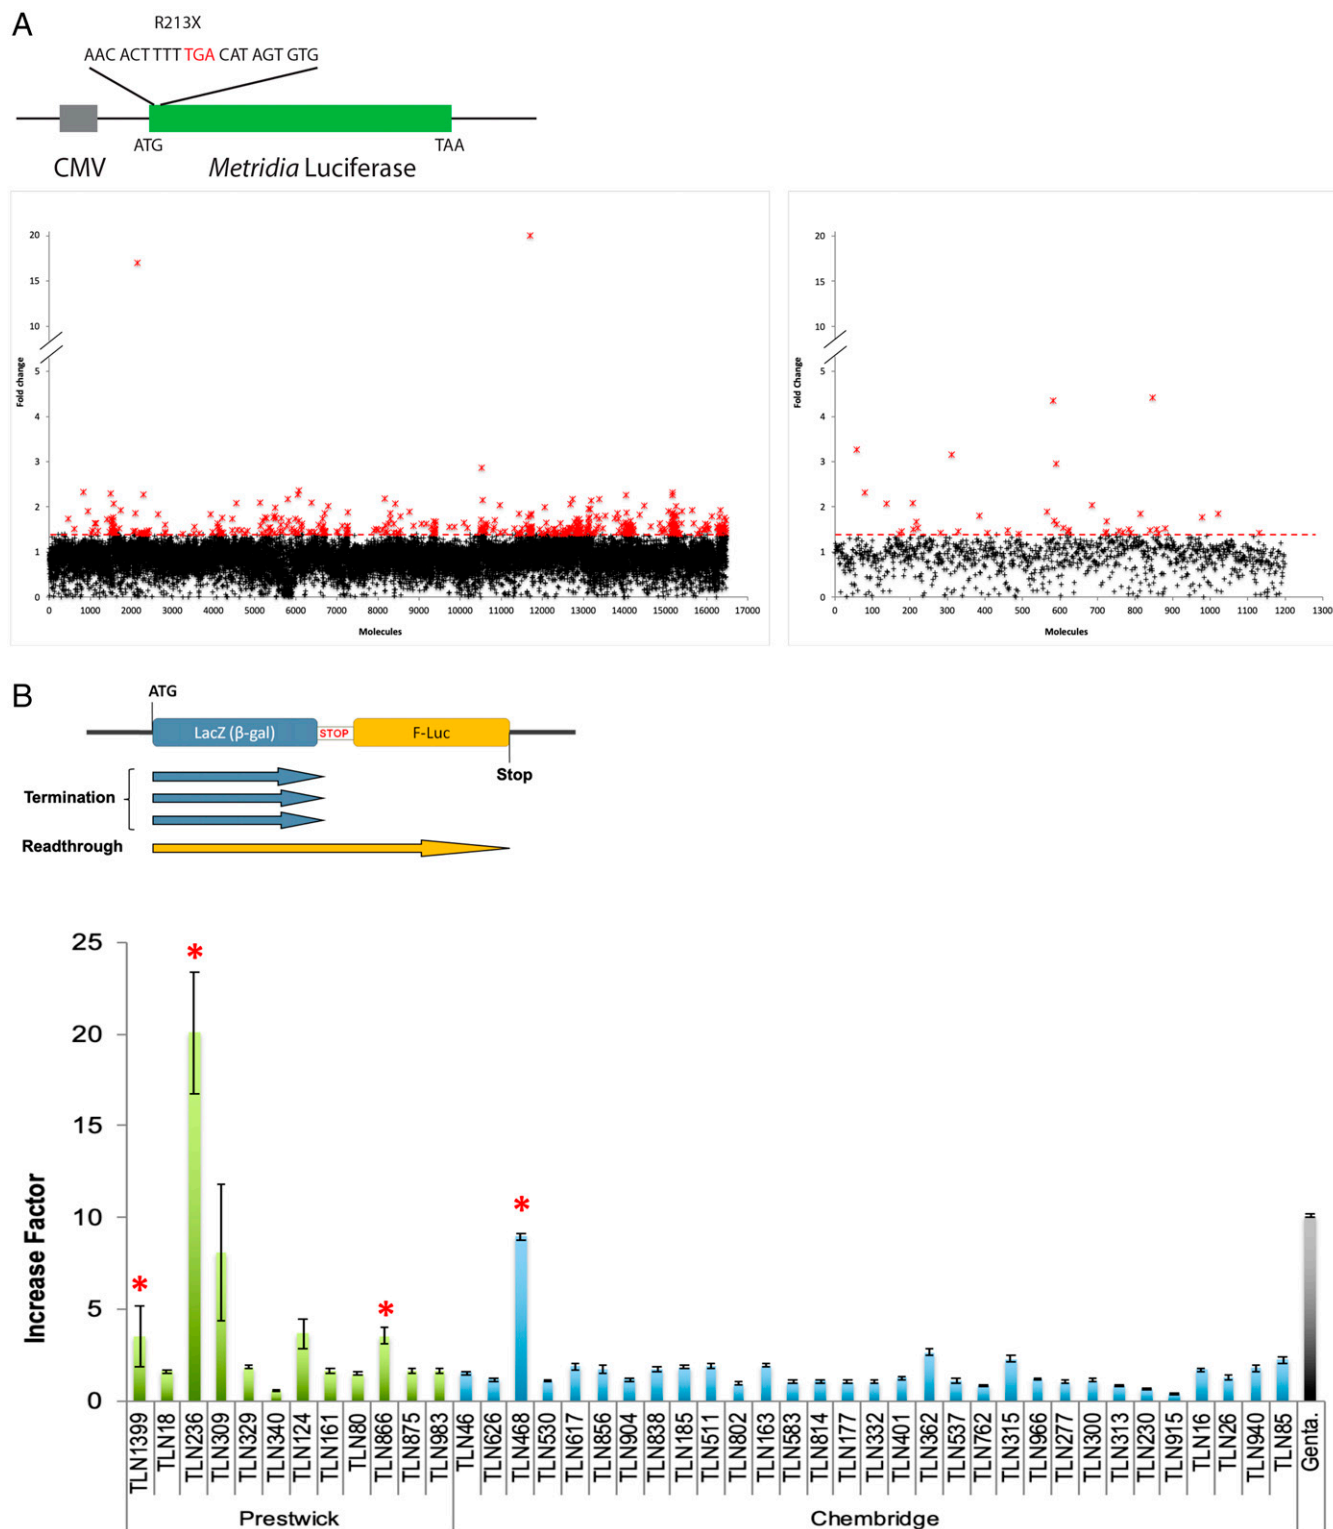 A
R213X
AAC ACT TTT TGA CAT AGT GTG
ATG TAA
CMV Metridia Luciferase
20
15
10
5
4
3
2
1
0
Fold change
0 1000 2000 3000 4000 5000 6000 7000 8000 9000 10000 11000 12000 13000 14000 15000 16000 17000
Molecules
20
15
10
5
4
3
2
1
0
Fold Change
0 100 200 300 400 500 600 700 800 900 1000 1100 1200 1300
Molecules
B
ATG
LacZ (β-gal) STOP F-Luc
Stop
Termination
Readthrough
25
20
15
10
5
0
Increase Factor
* * * *
TLN1399
TLN18
TLN236
TLN309
TLN329
TLN340
TLN124
TLN161
TLN80
TLN866
TLN875
TLN983
TLN46
TLN626
TLN468
TLN530
TLN617
TLN856
TLN904
TLN838
TLN185
TLN511
TLN802
TLN163
TLN583
TLN814
TLN177
TLN332
TLN401
TLN362
TLN537
TLN762
TLN315
TLN966
TLN277
TLN300
TLN313
TLN230
TLN915
TLN16
TLN26
TLN940
TLN85
Genta.
Prestwick Chembridge